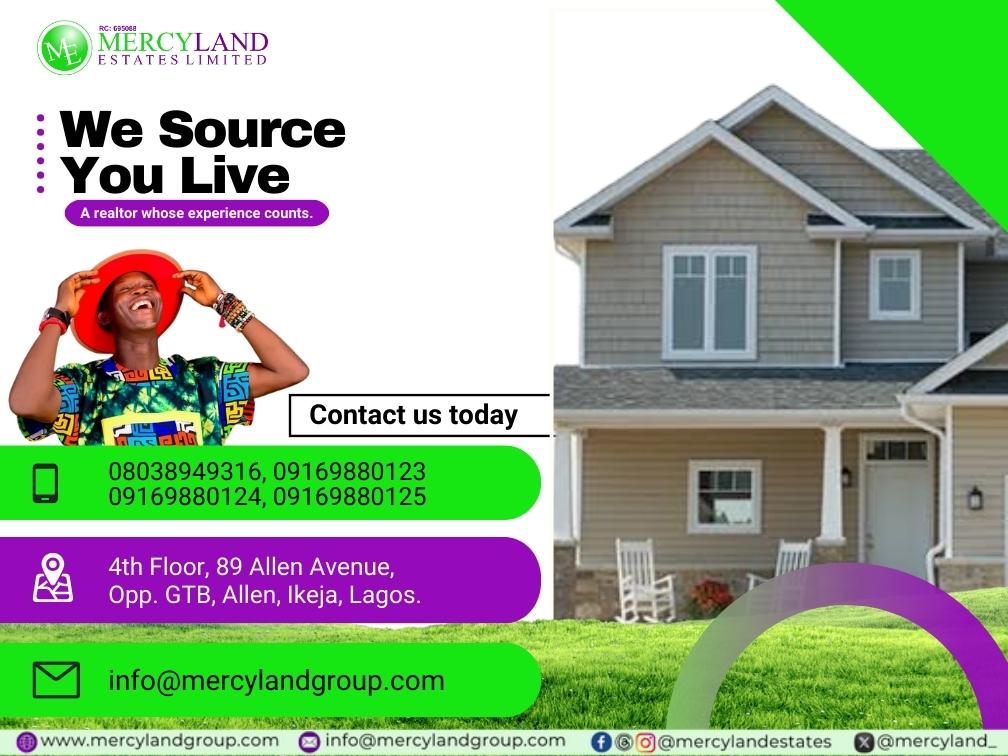 RC: 695088
ME MERCYLAND
ESTATES LIMITED
We Source
You Live
A realtor whose experience counts.
Contact us today
08038949316, 09169880123
09169880124, 09169880125
4th Floor, 89 Allen Avenue,
Opp. GTB, Allen, Ikeja, Lagos.
info@mercylandgroup.com
www.mercylandgroup.com info@mercylandgroup.com @mercylandestates @mercyland_